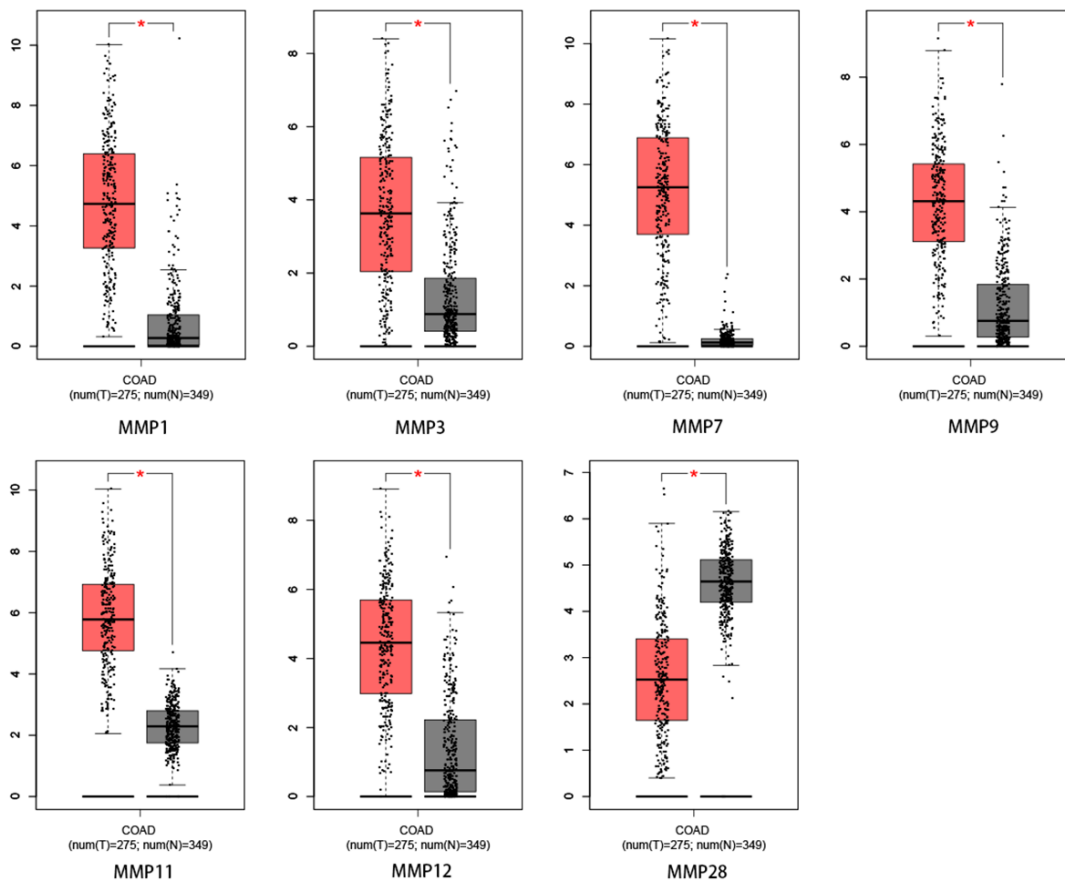 *
*
*
*
10
8
6
4
2
0
8
6
4
2
0
10
8
6
4
2
0
8
6
4
2
0
COAD
(num(T)=275; num(N)=349)
COAD
(num(T)=275; num(N)=349)
COAD
(num(T)=275; num(N)=349)
COAD
(num(T)=275; num(N)=349)
MMP1
MMP3
MMP7
MMP9
*
*
*
10
8
6
4
2
0
8
6
4
2
0
7
6
5
4
3
2
1
0
COAD
(num(T)=275; num(N)=349)
COAD
(num(T)=275; num(N)=349)
COAD
(num(T)=275; num(N)=349)
MMP11
MMP12
MMP28